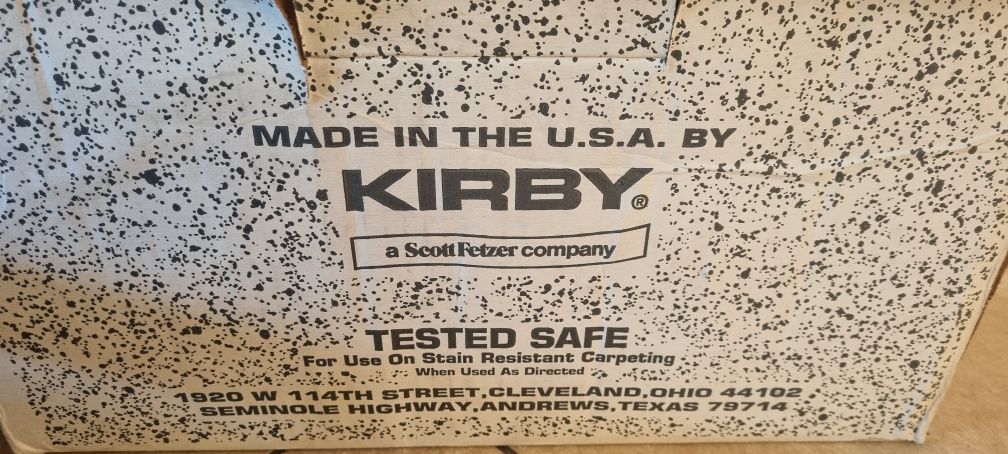 MADE IN THE U.S.A. BY
KIRBY®
a Scott Fetzer company
TESTED SAFE
For Use On Stain Resistant Carpeting
When Used As Directed
1920 W 114TH STREET,CLEVELAND,OHIO 44102
SEMINOLE HIGHWAY,ANDREWS,TEXAS 79714